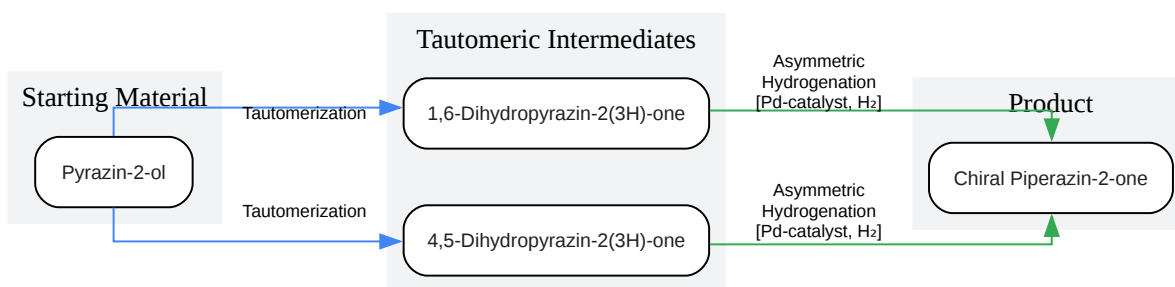 Starting Material
Pyrazin-2-ol
Tautomerization
Tautomerization
Tautomeric Intermediates
1,6-Dihydropyrazin-2(3H)-one
4,5-Dihydropyrazin-2(3H)-one
Asymmetric
Hydrogenation
[Pd-catalyst, H₂]
Asymmetric
Hydrogenation
[Pd-catalyst, H₂]
Product
Chiral Piperazin-2-one